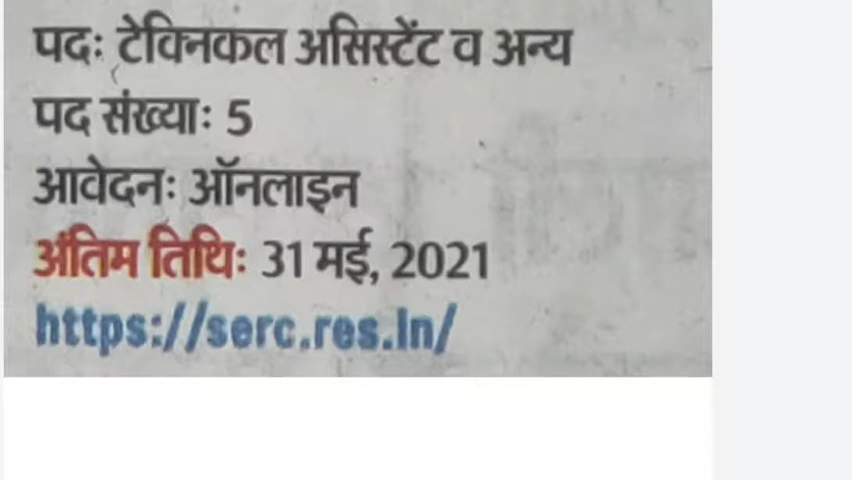 पदः टेक्निकल असिस्टेंट व अन्य
पद संख्याः 5
आवेदनः ऑनलाइन
अंतिम तिथिः 31 मई, 2021
https://serc.res.in/